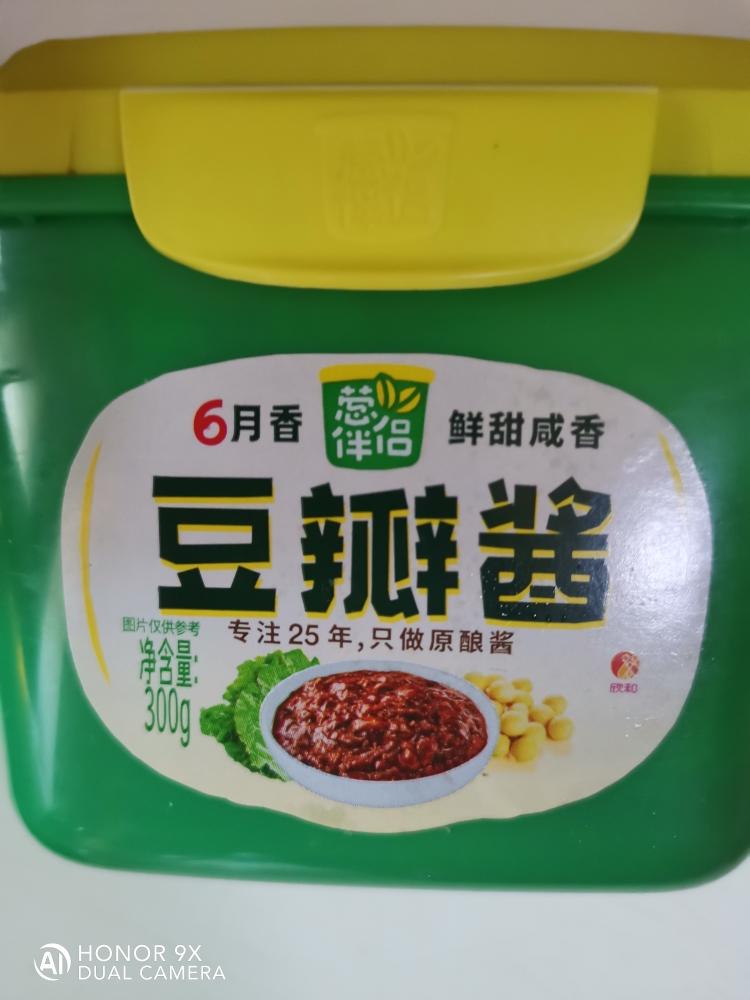 6月香
葱伴侣
鲜甜咸香
豆瓣酱
图片仅供参考
专注25年,只做原酿酱
净含量:
300g
欣和
AI HONOR 9X
DUAL CAMERA